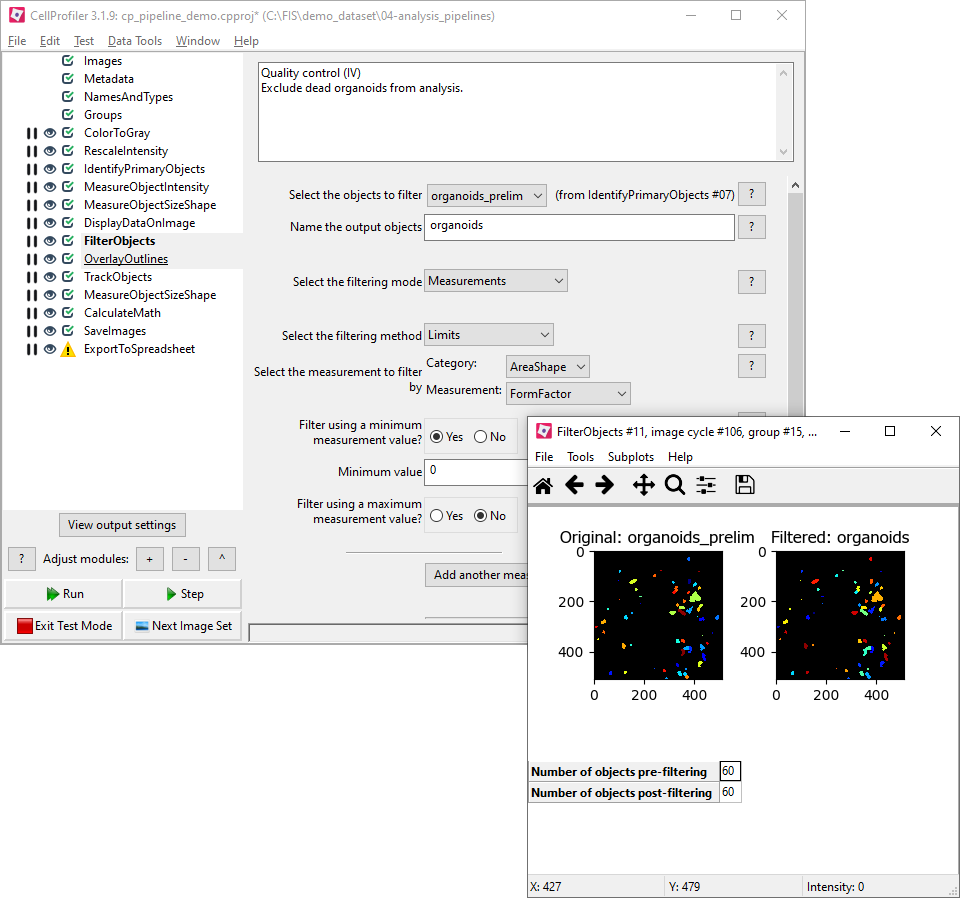 CellProfiler 3.1.9: cp_pipeline_demo.cpproj* (C:\FIS\demo_dataset\04-analysis_pipelines)
File Edit Test Data Tools Window Help
Images
Metadata
NamesAndTypes
Groups
ColorToGray
RescaleIntensity
IdentifyPrimaryObjects
MeasureObjectIntensity
MeasureObjectSizeShape
DisplayDataOnImage
FilterObjects
OverlayOutlines
TrackObjects
MeasureObjectSizeShape
CalculateMath
SaveImages
ExportToSpreadsheet
View output settings
? Adjust modules: + - ^
Run Step
Exit Test Mode Next Image Set
Quality control (IV)
Exclude dead organoids from analysis.
Select the objects to filter organoids_prelim (from IdentifyPrimaryObjects #07) ?
Name the output objects organoids ?
Select the filtering mode Measurements ?
Select the filtering method Limits ?
Select the measurement to filter by Category: AreaShape ?
Measurement: FormFactor
Filter using a minimum measurement value? Yes No
Minimum value 0
Filter using a maximum measurement value? Yes No
Add another meas
FilterObjects #11, image cycle #106, group #15, ...
File Tools Subplots Help
Original: organoids_prelim Filtered: organoids
0 0
200 200
400 400
0 200 400 0 200 400
Number of objects pre-filtering 60
Number of objects post-filtering 60
X: 427 Y: 479 Intensity: 0